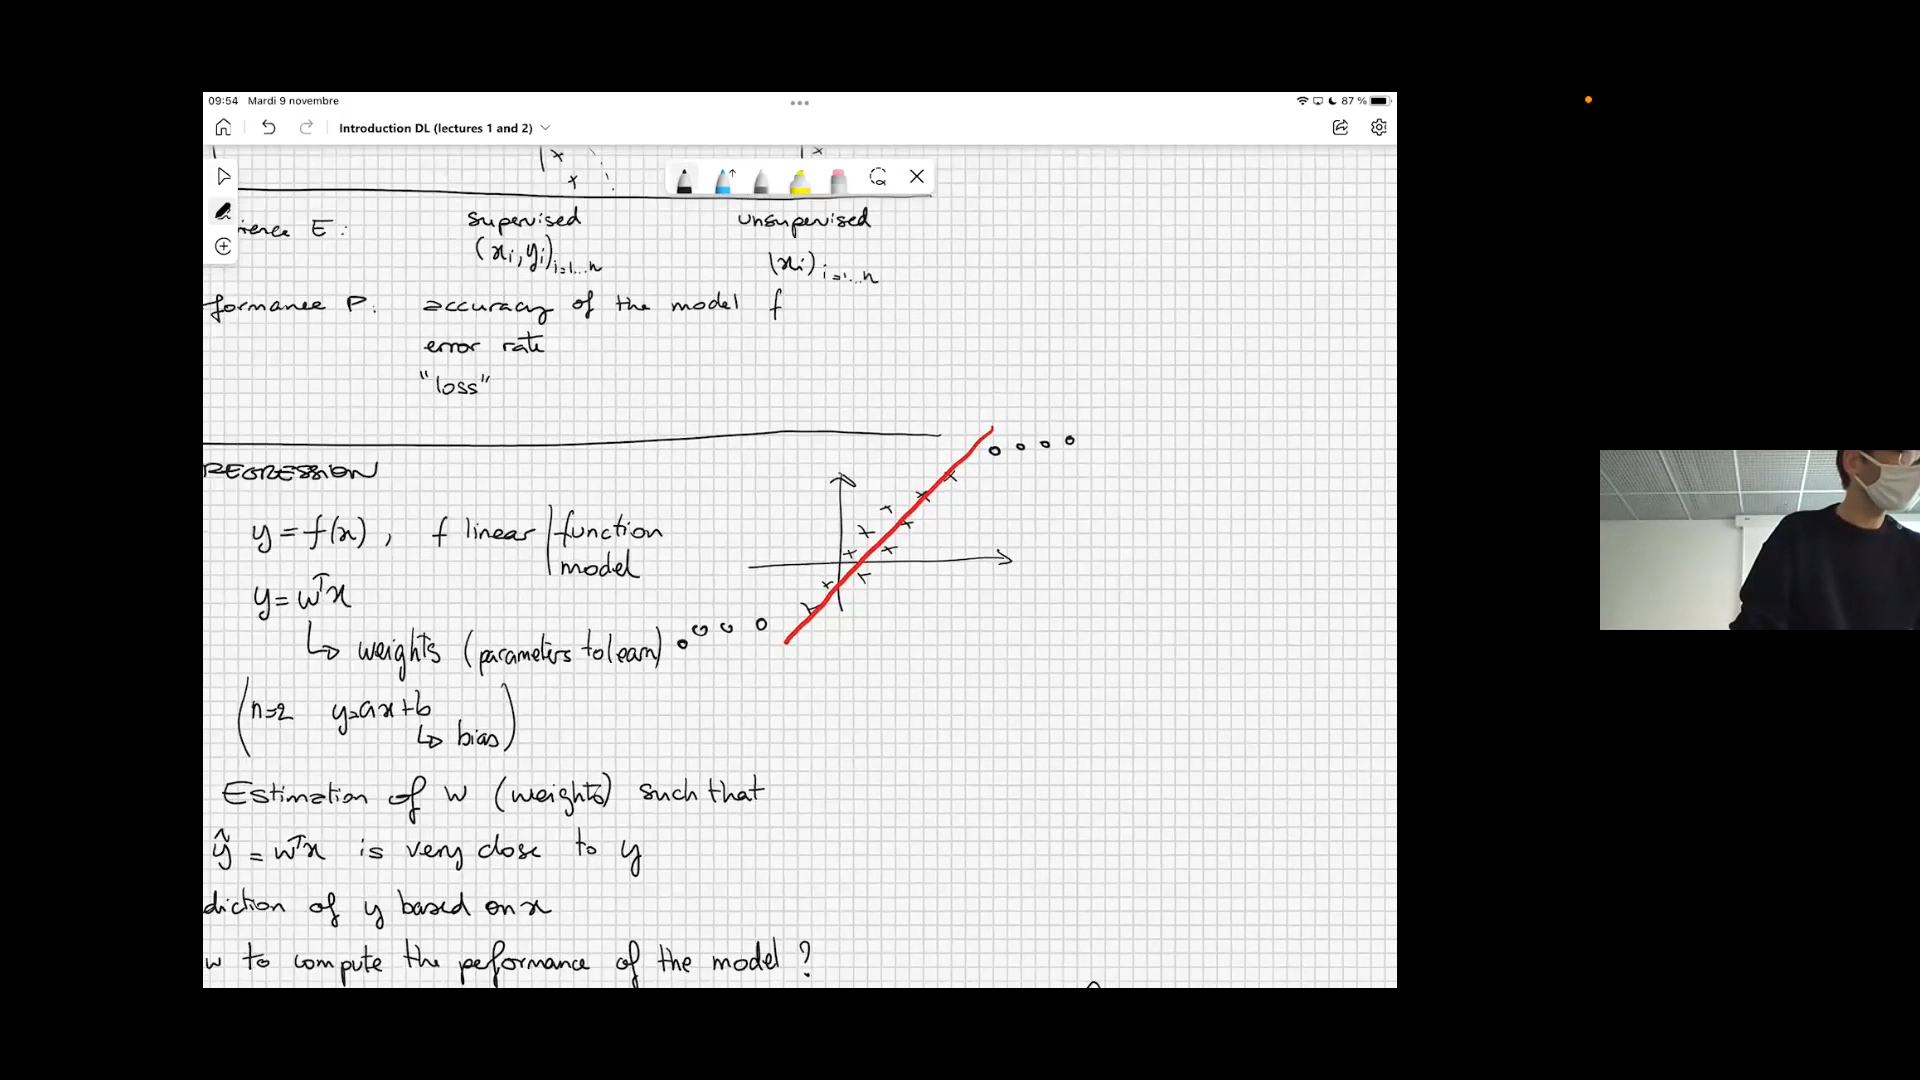 09:54 Mardi 9 novembre
87 %
Introduction DL (lectures 1 and 2)
rience E :
supervised
unsupervised
(xi, yi) i=1...n
(xi) i=1...n
formance P : accuracy of the model f
error rate
"loss"
REGRESSION
y = f(x) , f linear function
model
y = wᵀx
↳ weights (parameters to learn)
(n=2 y=ax+b
↳ bias)
Estimation of w (weights) such that
ŷ = wᵀx is very close to y
diction of y based on x
w to compute the performance of the model ?